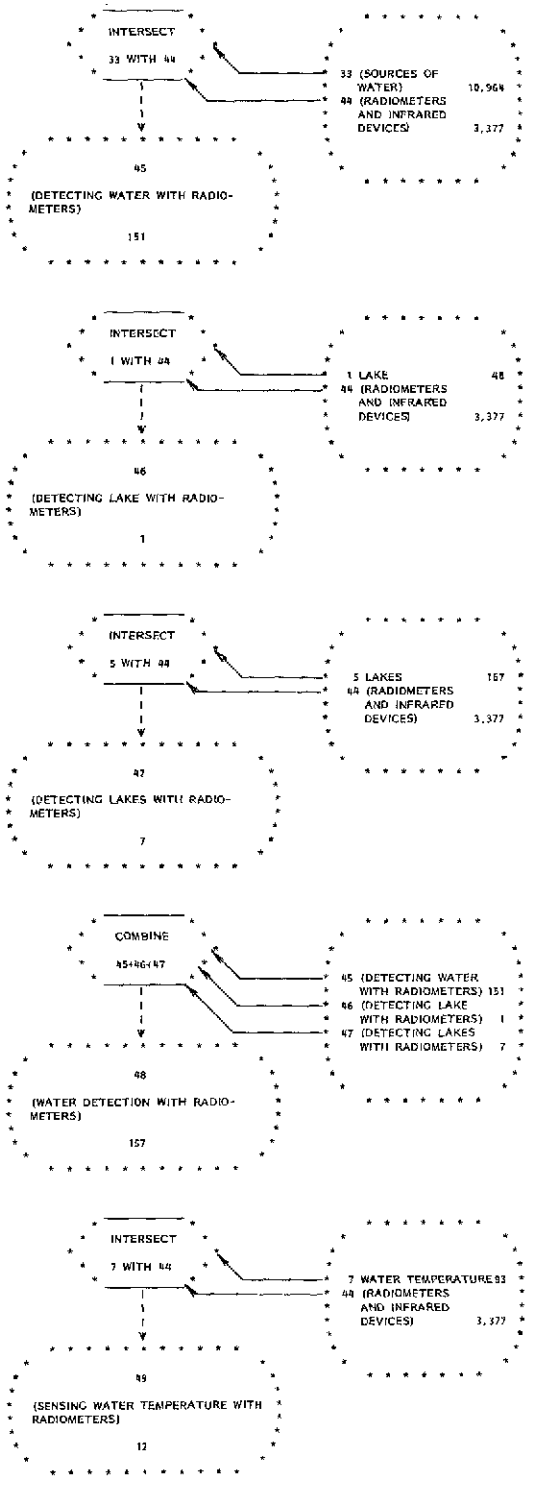 INTERSECT
33 WITH 44
33 (SOURCES OF
WATER) 10,964
44 (RADIOMETERS
AND INFRARED
DEVICES) 3,377
45
(DETECTING WATER WITH RADIO-
METERS)
151
INTERSECT
1 WITH 44
1 LAKE 48
44 (RADIOMETERS
AND INFRARED
DEVICES) 3,377
46
(DETECTING LAKE WITH RADIO-
METERS)
1
INTERSECT
5 WITH 44
5 LAKES 167
44 (RADIOMETERS
AND INFRARED
DEVICES) 3,377
47
(DETECTING LAKES WITH RADIO-
METERS)
7
COMBINE
45+46+47
45 (DETECTING WATER
WITH RADIOMETERS) 151
46 (DETECTING LAKE
WITH RADIOMETERS) 1
47 (DETECTING LAKES
WITH RADIOMETERS) 7
48
(WATER DETECTION WITH RADIO-
METERS)
157
INTERSECT
7 WITH 44
7 WATER TEMPERATURE 93
44 (RADIOMETERS
AND INFRARED
DEVICES) 3,377
49
(SENSING WATER TEMPERATURE WITH
RADIOMETERS)
12